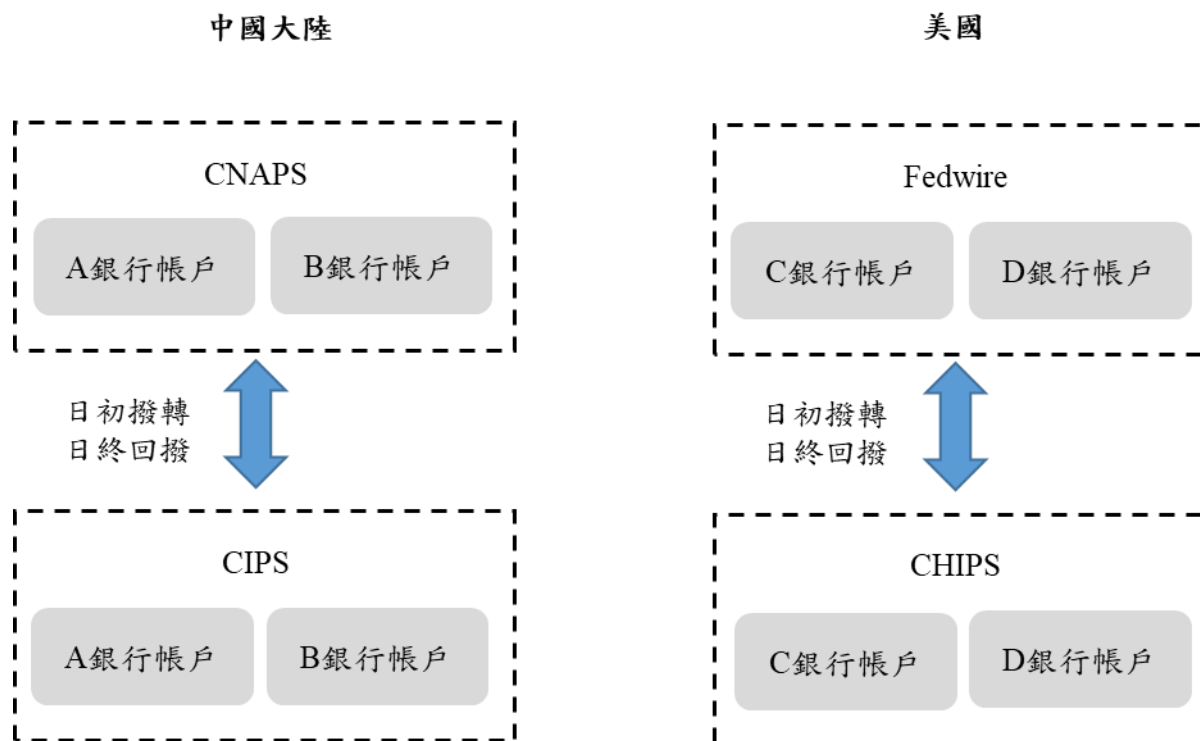 中國大陸
美國
CNAPS
A銀行帳戶
B銀行帳戶
Fedwire
C銀行帳戶
D銀行帳戶
日初撥轉
日終回撥
日初撥轉
日終回撥
CIPS
A銀行帳戶
B銀行帳戶
CHIPS
C銀行帳戶
D銀行帳戶